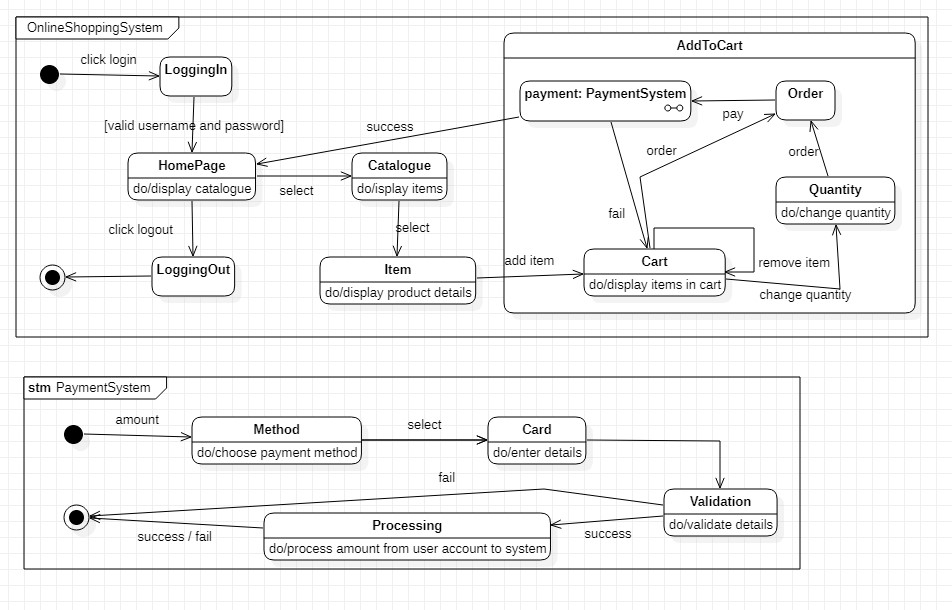 OnlineShoppingSystem
click login
LoggingIn
[valid username and password]
HomePage
do/display catalogue
select
Catalogue
do/isplay items
click logout
LoggingOut
select
Item
do/display product details
add item
success
AddToCart
payment: PaymentSystem
pay
Order
order
order
Quantity
do/change quantity
fail
Cart
do/display items in cart
remove item
change quantity
stm PaymentSystem
amount
Method
do/choose payment method
select
Card
do/enter details
fail
Validation
do/validate details
success
Processing
do/process amount from user account to system
success / fail